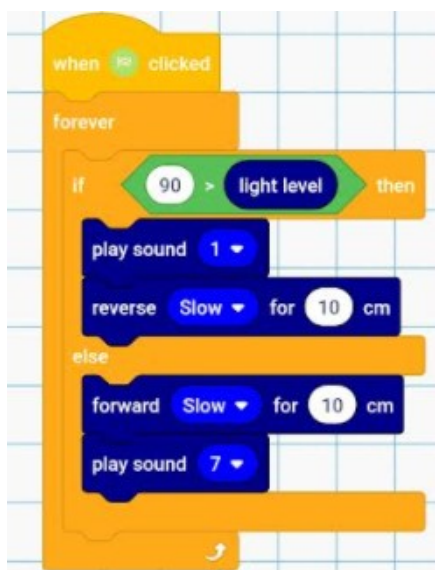 when clicked
forever
if 90 > light level then
play sound 1
reverse Slow for 10 cm
else
forward Slow for 10 cm
play sound 7